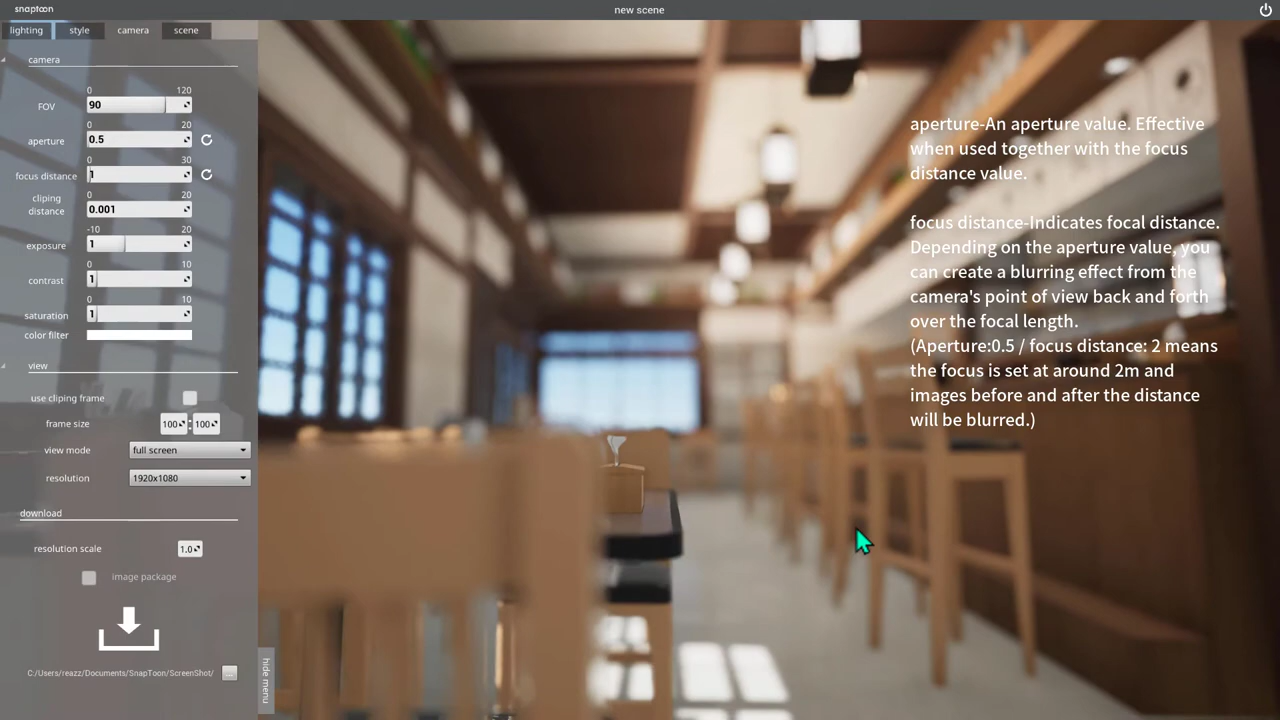 snaptoon
new scene
lighting
style
camera
scene
camera
0 120
FOV 90
0 20
aperture 0.5
0 30
focus distance 1
0 20
cliping
distance
0.001
-10 20
exposure 1
0 10
contrast 1
0 10
saturation 1
color filter
view
use cliping frame
frame size 100 : 100
view mode full screen
resolution 1920x1080
download
resolution scale 1.0
image package
C:/Users/reazz/Documents/SnapToon/ScreenShot/ ...
hide menu
aperture-An aperture value. Effective
when used together with the focus
distance value.
focus distance-Indicates focal distance.
Depending on the aperture value, you
can create a blurring effect from the
camera's point of view back and forth
over the focal length.
(Aperture:0.5 / focus distance: 2 means
the focus is set at around 2m and
images before and after the distance
will be blurred.)